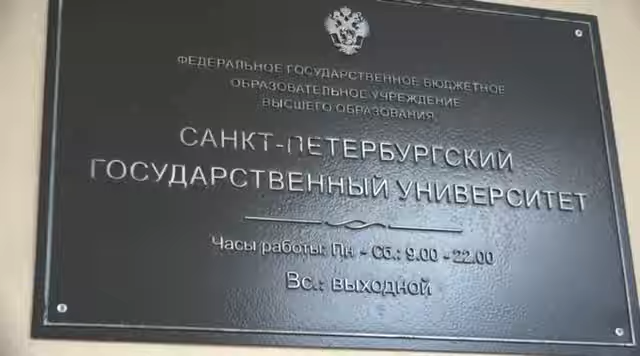 ФЕДЕРАЛЬНОЕ ГОСУДАРСТВЕННОЕ БЮДЖЕТНОЕ
ОБРАЗОВАТЕЛЬНОЕ УЧРЕЖДЕНИЕ
ВЫСШЕГО ОБРАЗОВАНИЯ
САНКТ-ПЕТЕРБУРГСКИЙ
ГОСУДАРСТВЕННЫЙ УНИВЕРСИТЕТ
Часы работы: Пн - Сб.: 9.00 - 22.00
Вс.: выходной